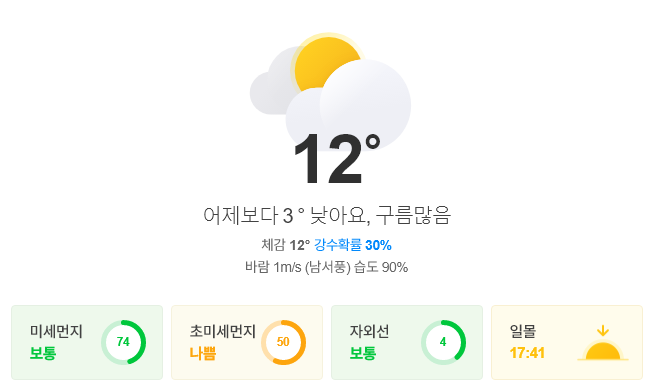 12°
어제보다 3° 낮아요, 구름많음
체감 12° 강수확률 30%
바람 1m/s (남서풍) 습도 90%
미세먼지
보통
74
초미세먼지
나쁨
50
자외선
보통
4
일몰
17:41